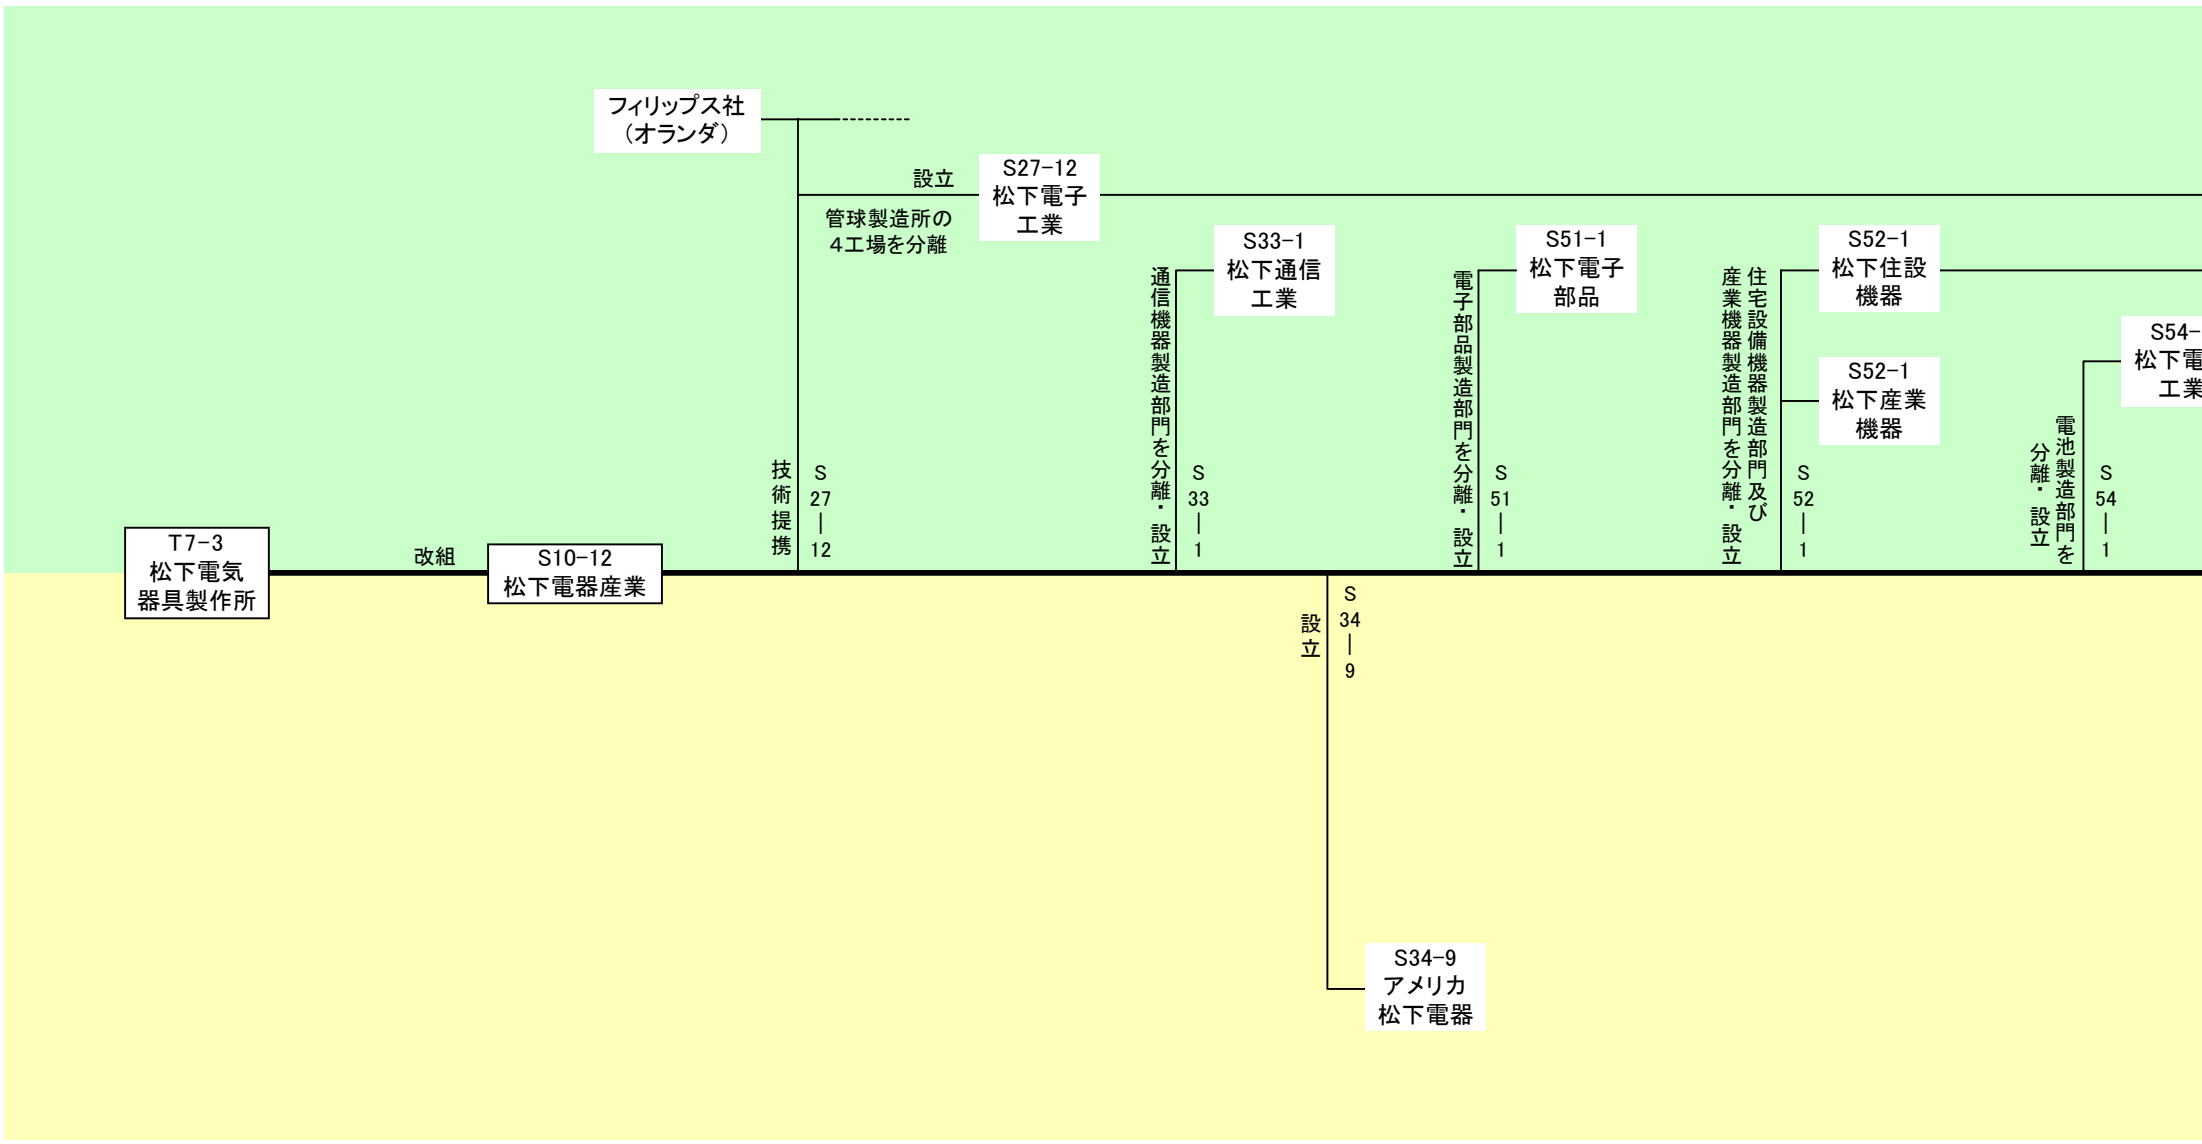 フィリップス社
（オランダ）
設立
管球製造所の
４工場を分離
S27-12
松下電子
工業
技術提携
S
27
｜
12
通信機器製造部門を分離・設立
S
33
｜
1
S33-1
松下通信
工業
電子部品製造部門を分離・設立
S
51
｜
1
S51-1
松下電子
部品
住宅設備機器製造部門及び
産業機器製造部門を分離・設立
S
52
｜
1
S52-1
松下住設
機器
S52-1
松下産業
機器
電池製造部門を
分離・設立
S
54
｜
1
S54-
松下電
工業
T7-3
松下電気
器具製作所
改組
S10-12
松下電器産業
設立
S
34
｜
9
S34-9
アメリカ
松下電器